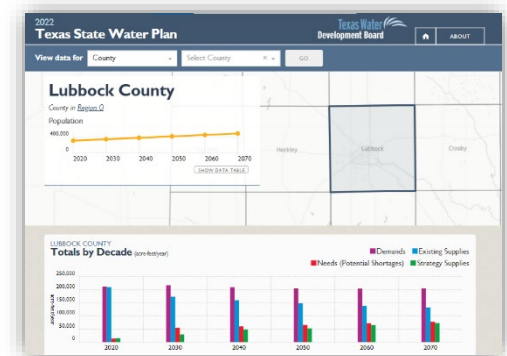 2022
Texas State Water Plan
Texas Water
Development Board
ABOUT
View data for County Select County × GO
Lubbock County
County in Region O
Population
400,000
0
2020 2030 2040 2050 2060 2070
SHOW DATA TABLE
Hockley Lubbock Crosby
LUBBOCK COUNTY
Totals by Decade (acre-feet/year)
Demands Existing Supplies
Needs (Potential Shortages) Strategy Supplies
250,000
200,000
150,000
100,000
50,000
0
acre-feet/year
2020 2030 2040 2050 2060 2070